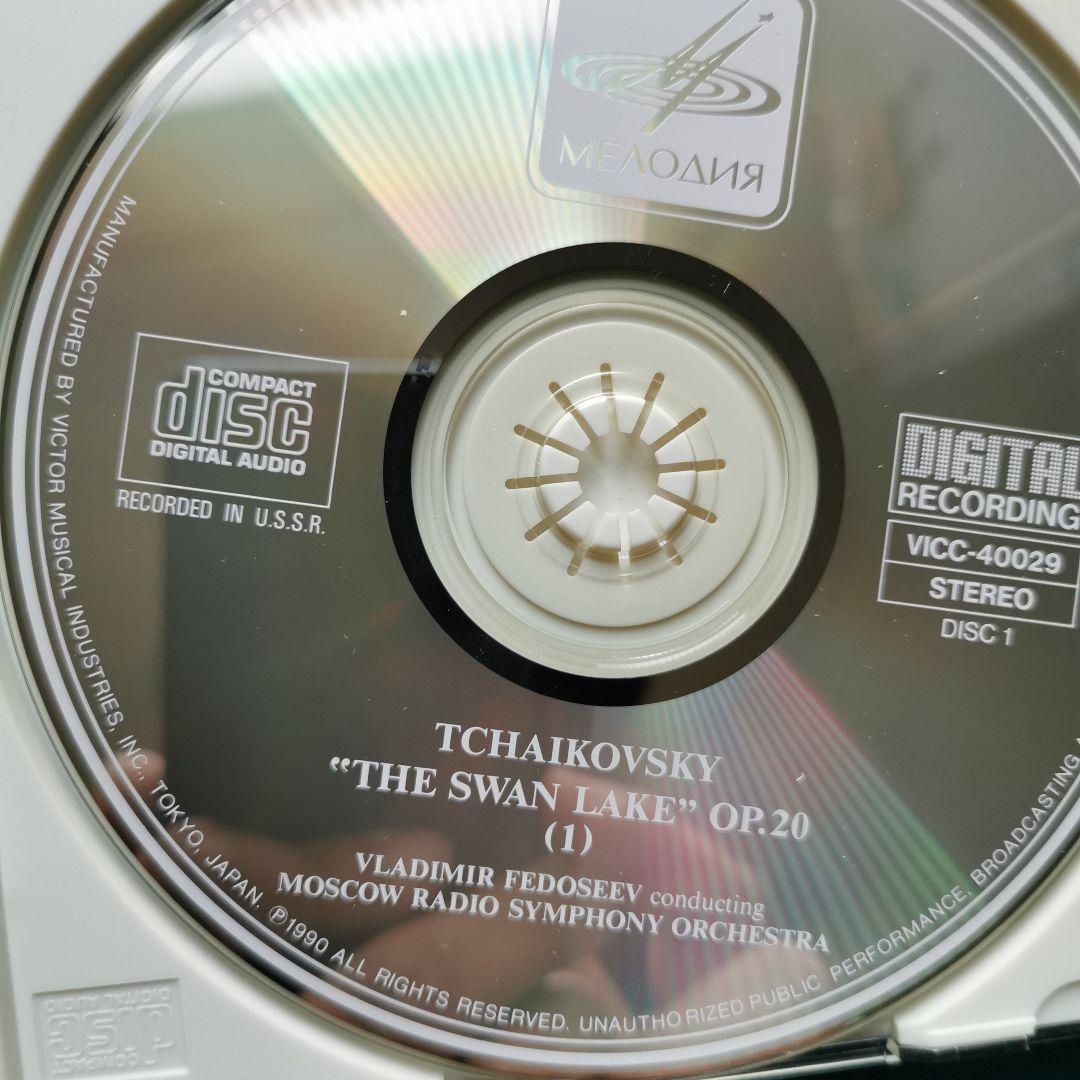 МЕЛОДИЯ
COMPACT
disc
DIGITAL AUDIO
RECORDED IN U.S.S.R.
DIGITAL
RECORDING
VICC-40029
STEREO
DISC 1
TCHAIKOVSKY
“THE SWAN LAKE” OP.20
(1)
VLADIMIR FEDOSEEV conducting
MOSCOW RADIO SYMPHONY ORCHESTRA
MANUFACTURED BY VICTOR MUSICAL INDUSTRIES, INC., TOKYO, JAPAN. ℗1990 ALL RIGHTS RESERVED. UNAUTHORIZED PUBLIC PERFORMANCE, BROADCASTING
COMPACT
disc
DIGITAL AUDIO